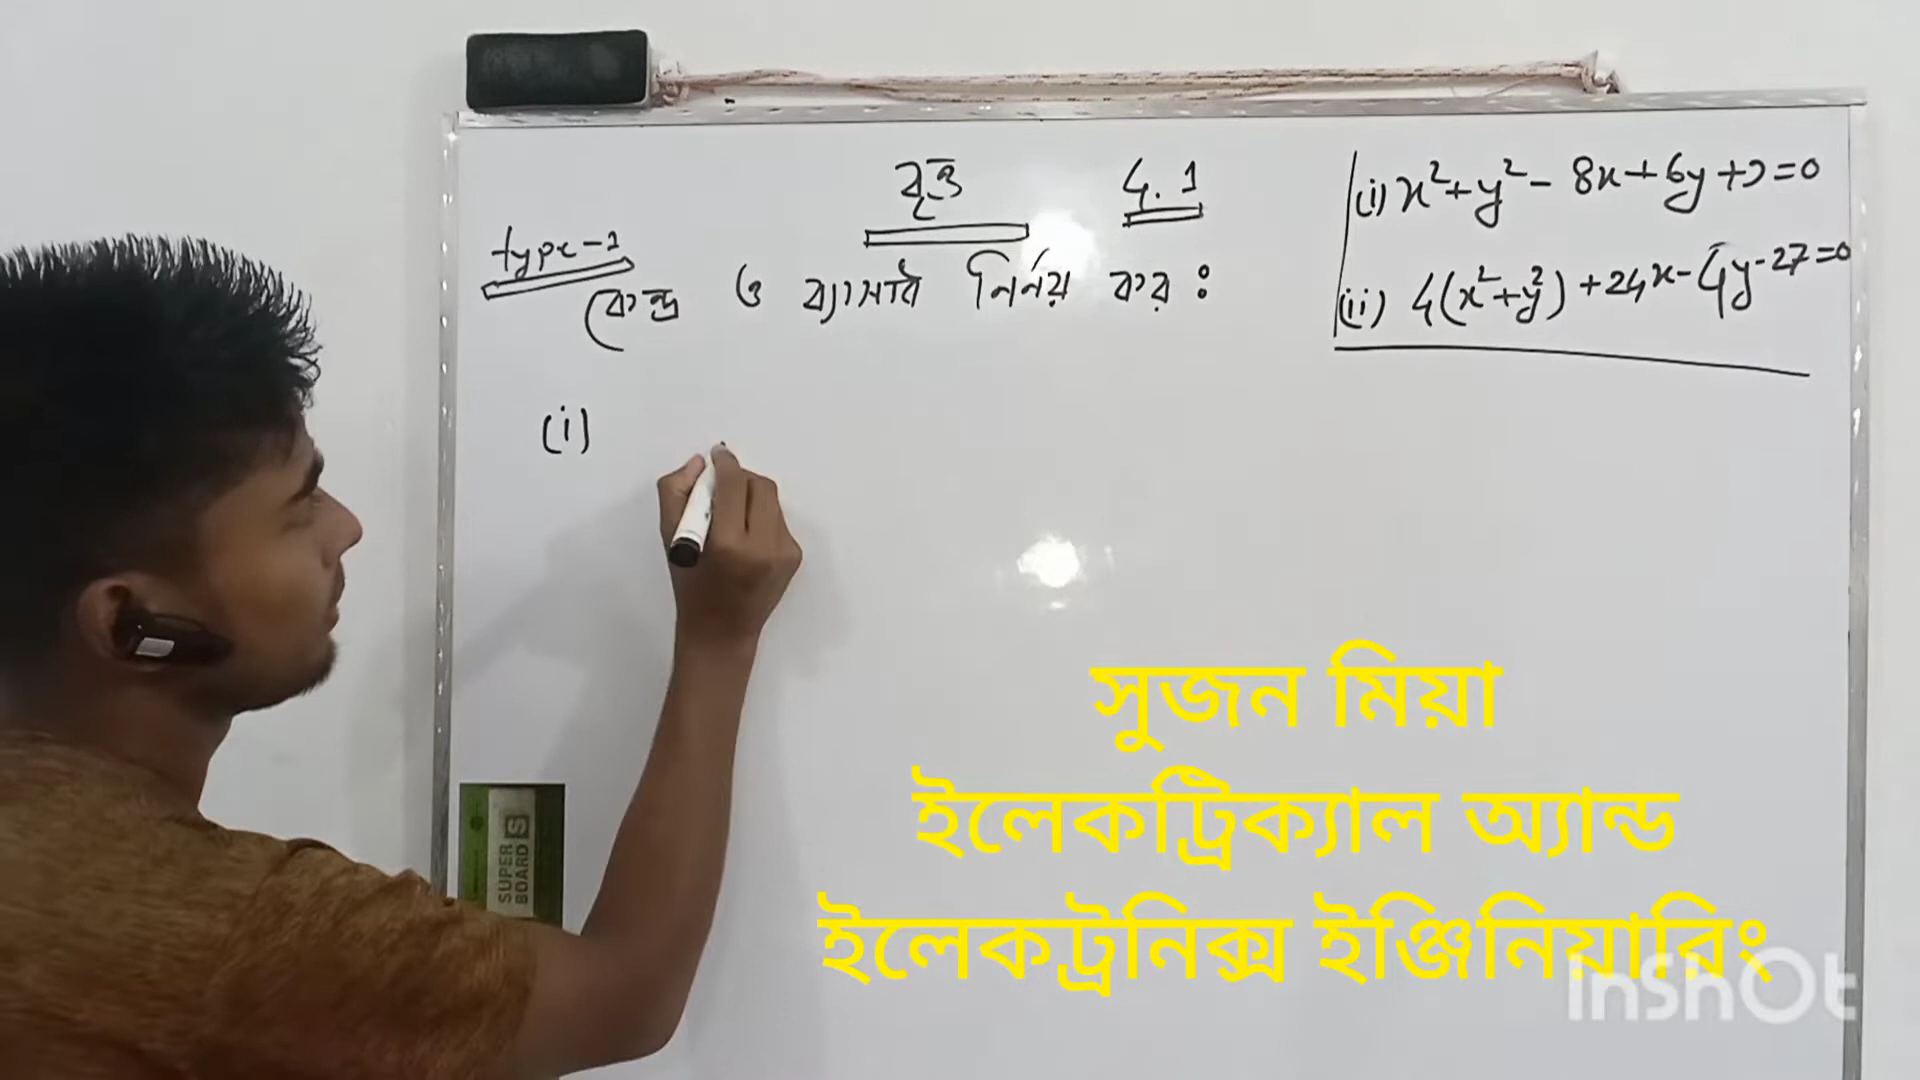 বৃত্ত 4.1
type-1
কেন্দ্র ও ব্যাসার্ধ নির্ণয় কর :
(i) x²+y²- 8x+6y+১=0
(ii) 4(x²+y²)+24x-4y-27=0
(i)
SUPER
BOARD S
সুজন মিয়া
ইলেকট্রিক্যাল অ্যান্ড
ইলেকট্রনিক্স ইঞ্জিনিয়ারিং
InShOt